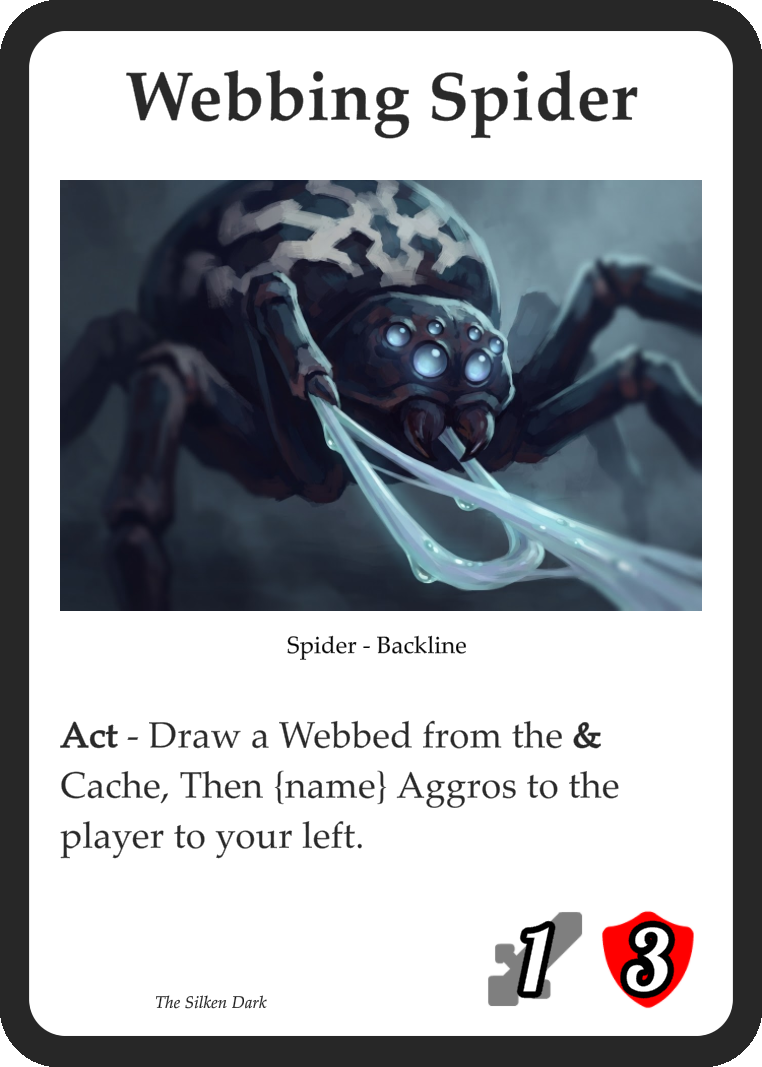 Webbing Spider
Spider - Backline
Act - Draw a Webbed from the &
Cache, Then {name} Aggros to the
player to your left.
1 3
The Silken Dark